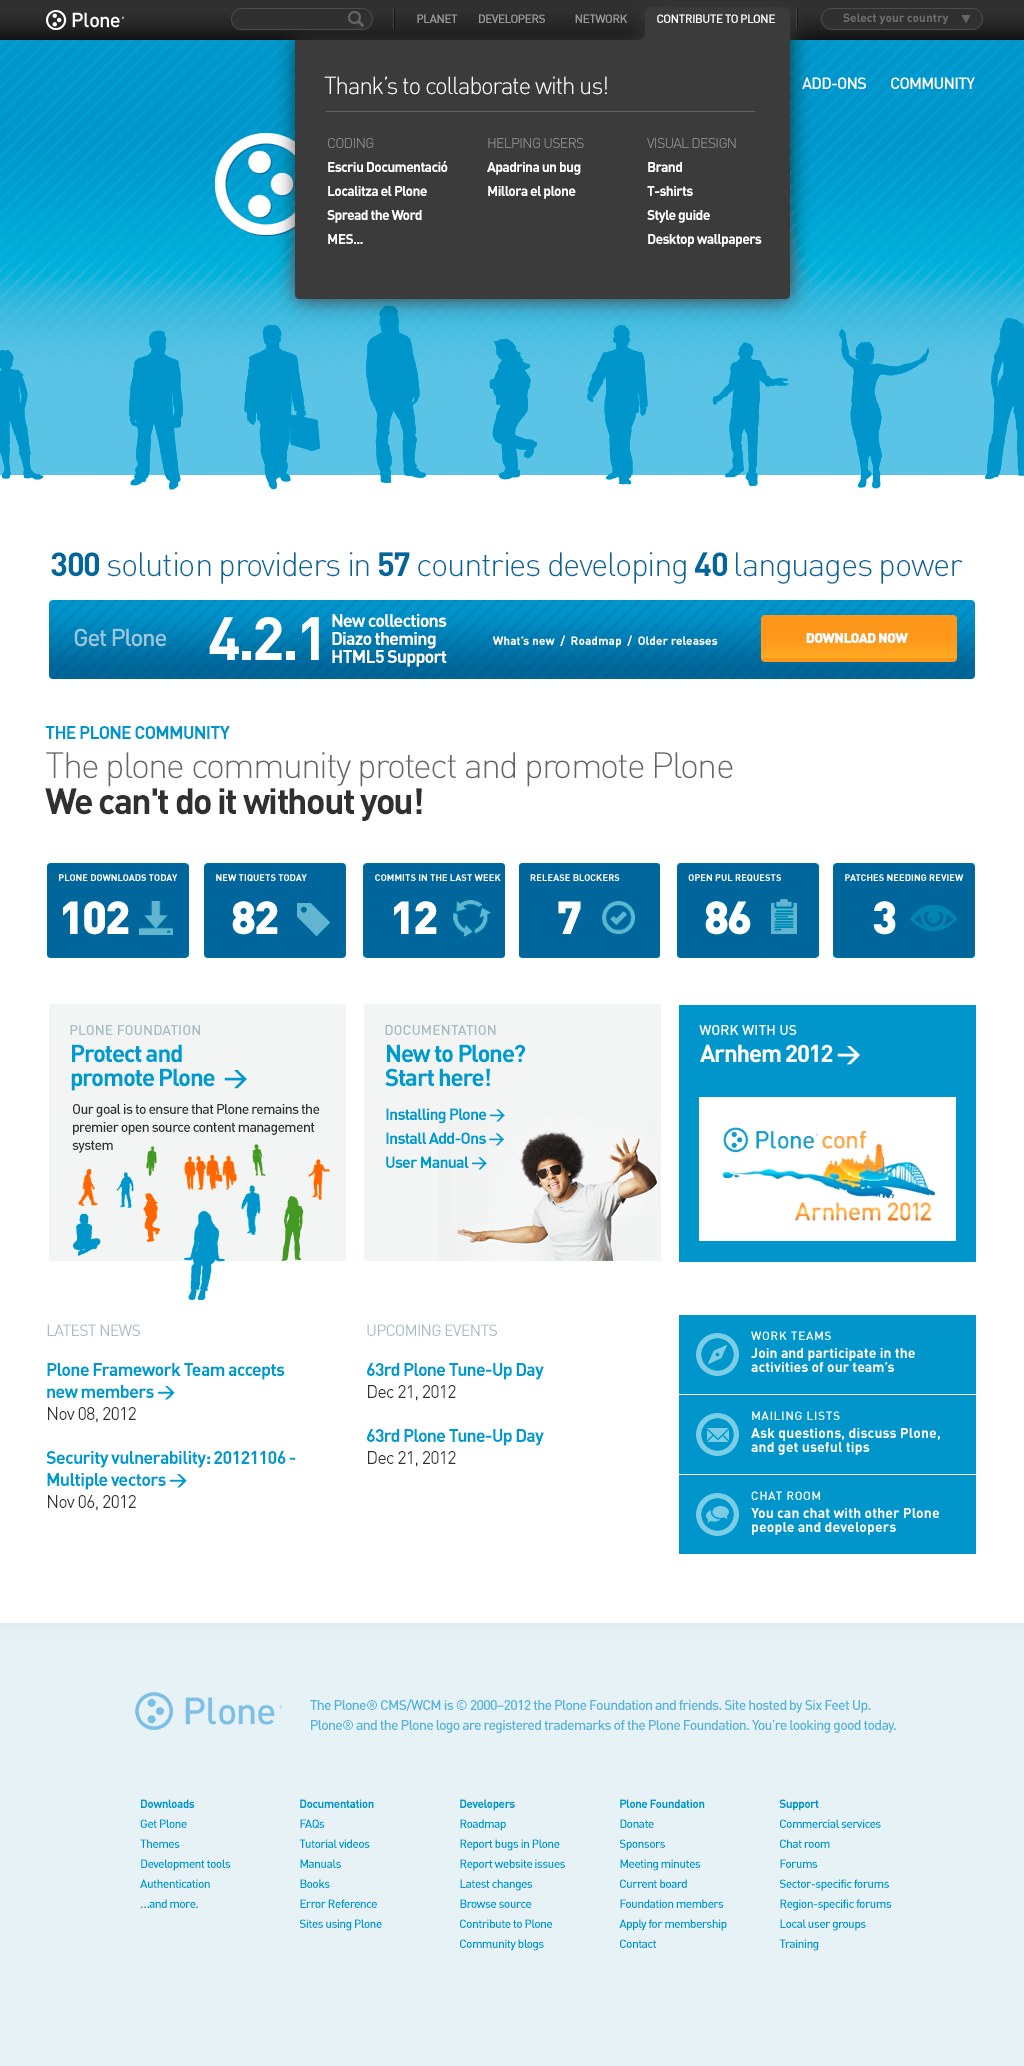 Plone
PLANET
DEVELOPERS
NETWORK
CONTRIBUTE TO PLONE
Select your country
ADD-ONS
COMMUNITY
Thank's to collaborate with us!
CODING
Escriu Documentació
Localitza el Plone
Spread the Word
MES...
HELPING USERS
Apadrina un bug
Millora el plone
VISUAL DESIGN
Brand
T-shirts
Style guide
Desktop wallpapers
300 solution providers in 57 countries developing 40 languages power
Get Plone
4.2.1
New collections
Diazo theming
HTML5 Support
What's new / Roadmap / Older releases
DOWNLOAD NOW
THE PLONE COMMUNITY
The plone community protect and promote Plone
We can't do it without you!
PLONE DOWNLOADS TODAY
102
NEW TIQUETS TODAY
82
COMMITS IN THE LAST WEEK
12
RELEASE BLOCKERS
7
OPEN PUL REQUESTS
86
PATCHES NEEDING REVIEW
3
PLONE FOUNDATION
Protect and
promote Plone
Our goal is to ensure that Plone remains the
premier open source content management
system
DOCUMENTATION
New to Plone?
Start here!
Installing Plone
Install Add-Ons
User Manual
WORK WITH US
Arnhem 2012
Plone conf
Arnhem 2012
LATEST NEWS
Plone Framework Team accepts
new members
Nov 08, 2012
Security vulnerability: 20121106 -
Multiple vectors
Nov 06, 2012
UPCOMING EVENTS
63rd Plone Tune-Up Day
Dec 21, 2012
63rd Plone Tune-Up Day
Dec 21, 2012
WORK TEAMS
Join and participate in the
activities of our team's
MAILING LISTS
Ask questions, discuss Plone,
and get useful tips
CHAT ROOM
You can chat with other Plone
people and developers
Plone
The Plone® CMS/WCM is © 2000–2012 the Plone Foundation and friends. Site hosted by Six Feet Up.
Plone® and the Plone logo are registered trademarks of the Plone Foundation. You're looking good today.
Downloads
Get Plone
Themes
Development tools
Authentication
...and more.
Documentation
FAQs
Tutorial videos
Manuals
Books
Error Reference
Sites using Plone
Developers
Roadmap
Report bugs in Plone
Report website issues
Latest changes
Browse source
Contribute to Plone
Community blogs
Plone Foundation
Donate
Sponsors
Meeting minutes
Current board
Foundation members
Apply for membership
Contact
Support
Commercial services
Chat room
Forums
Sector-specific forums
Region-specific forums
Local user groups
Training